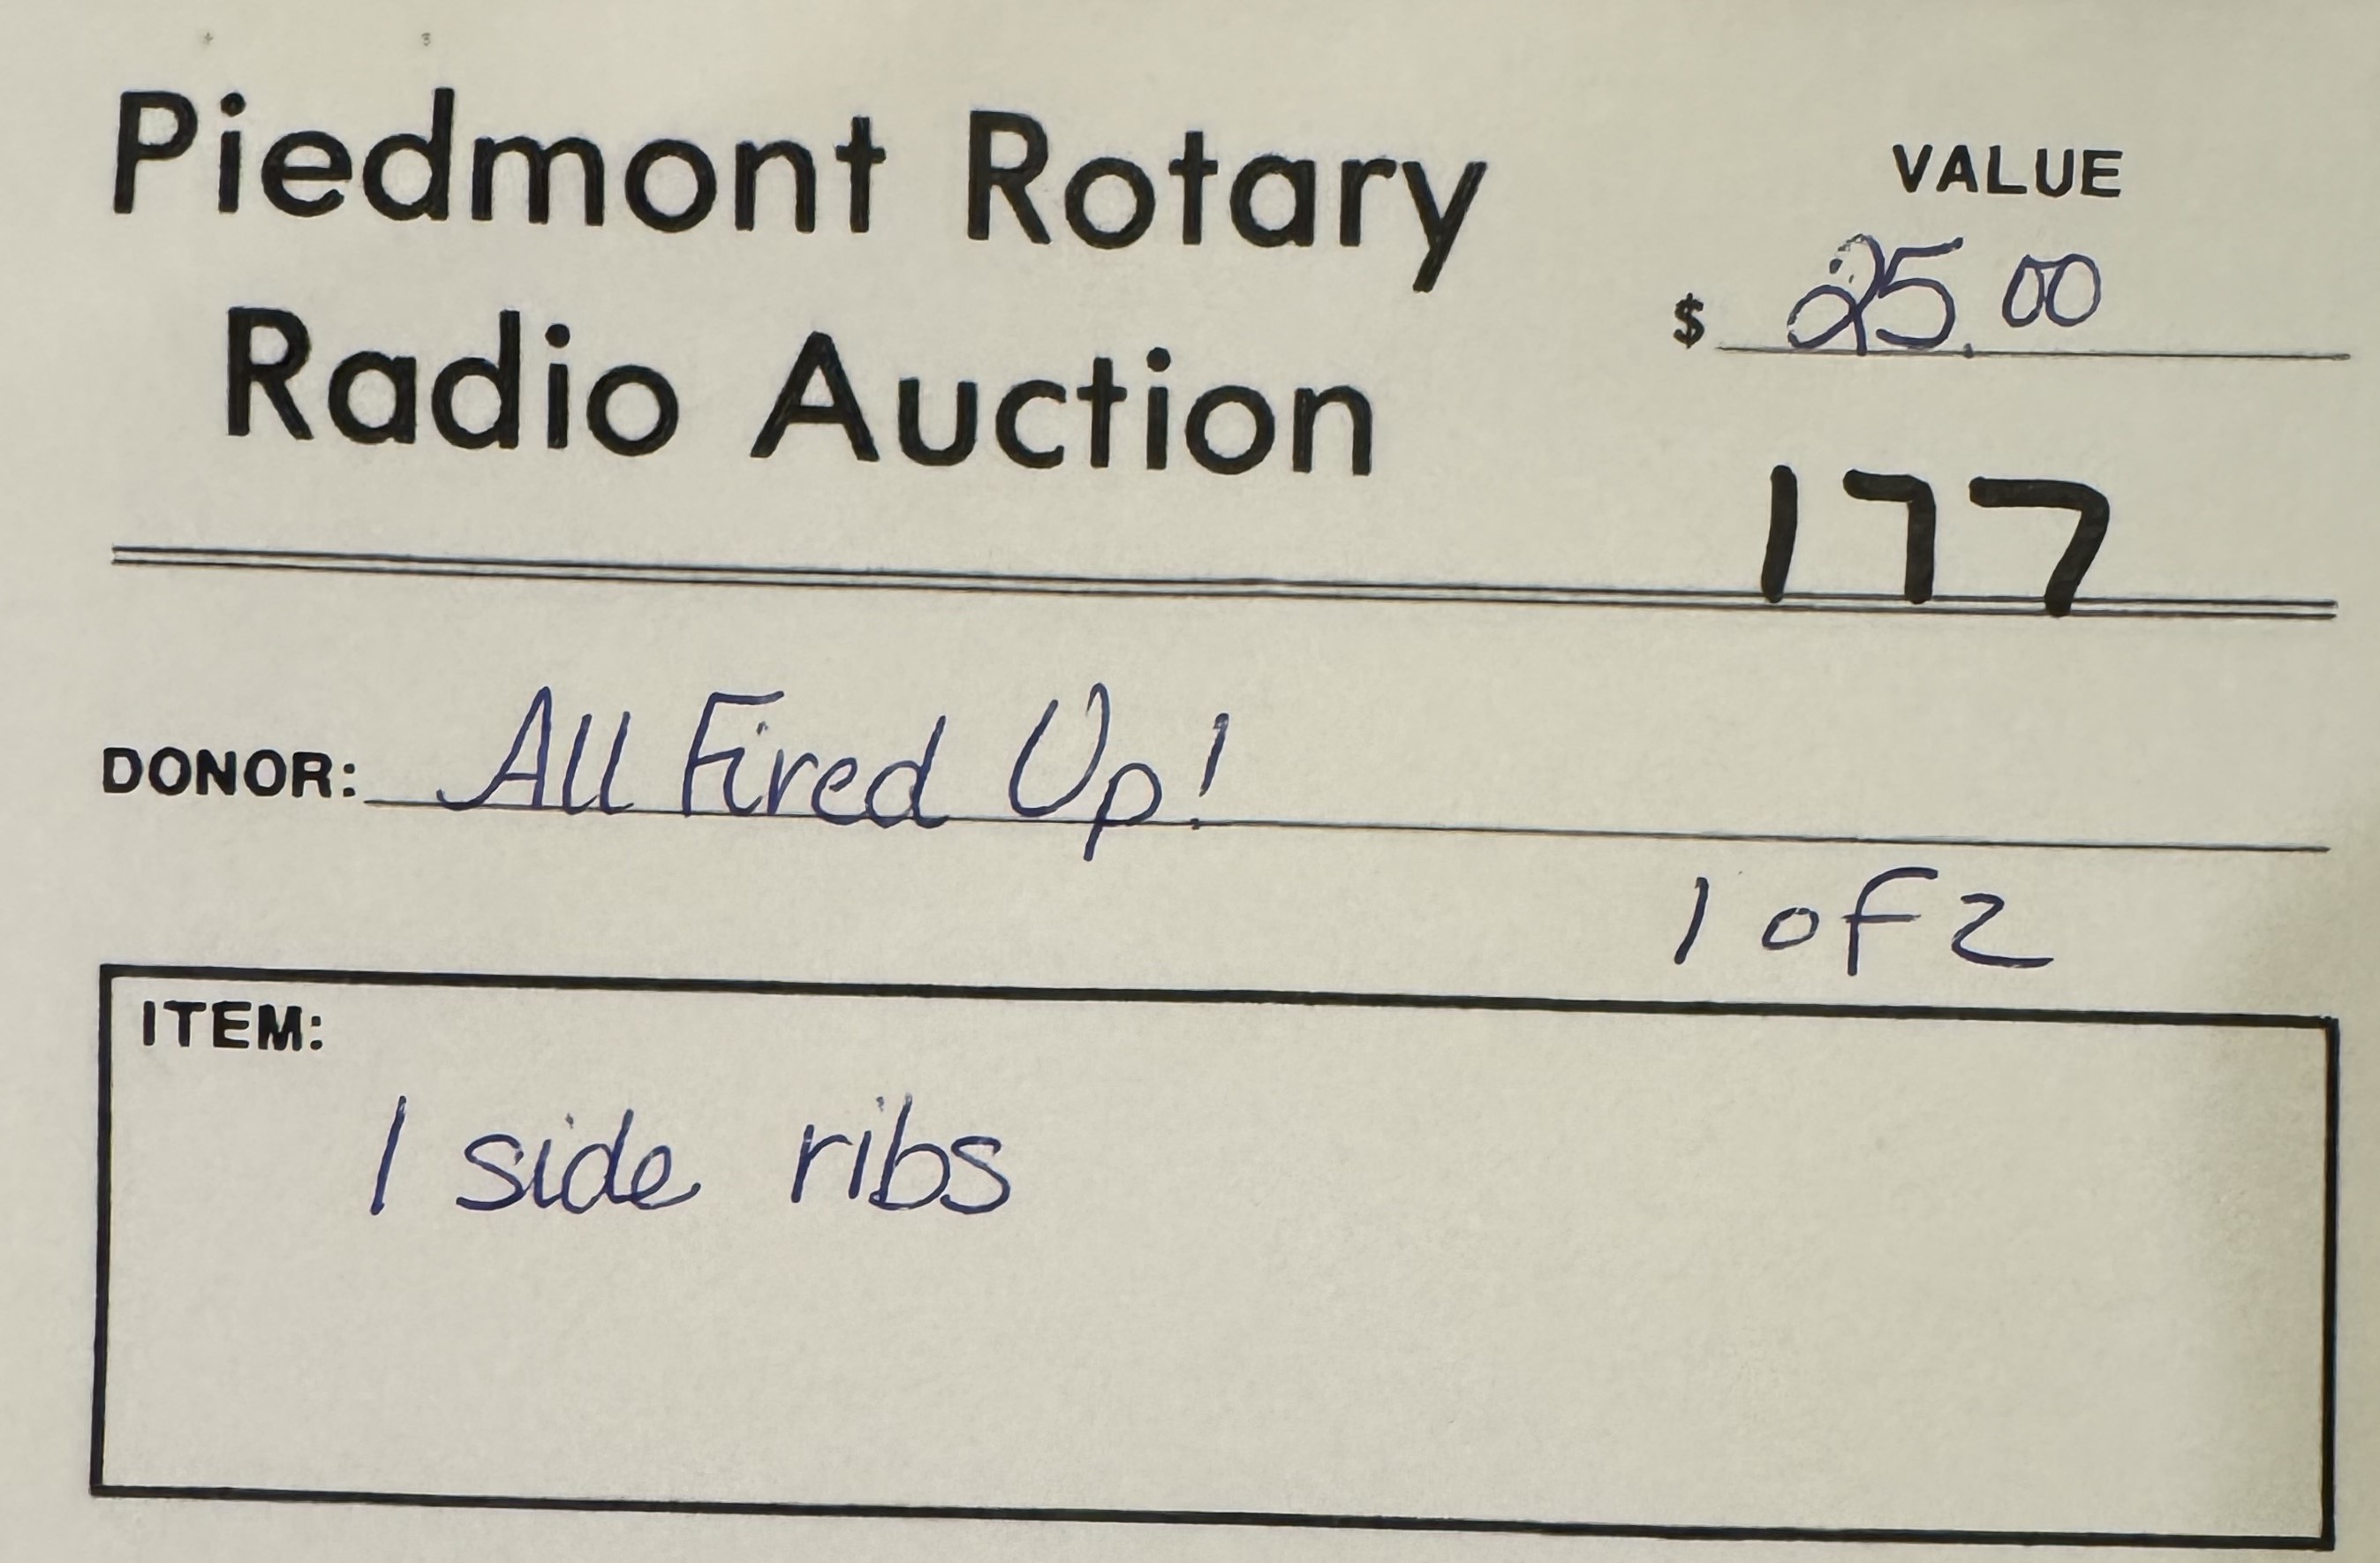 Piedmont Rotary
Radio Auction
VALUE
$ 25.00
177
DONOR: All Fired Up!
1 of 2
ITEM:
1 side ribs